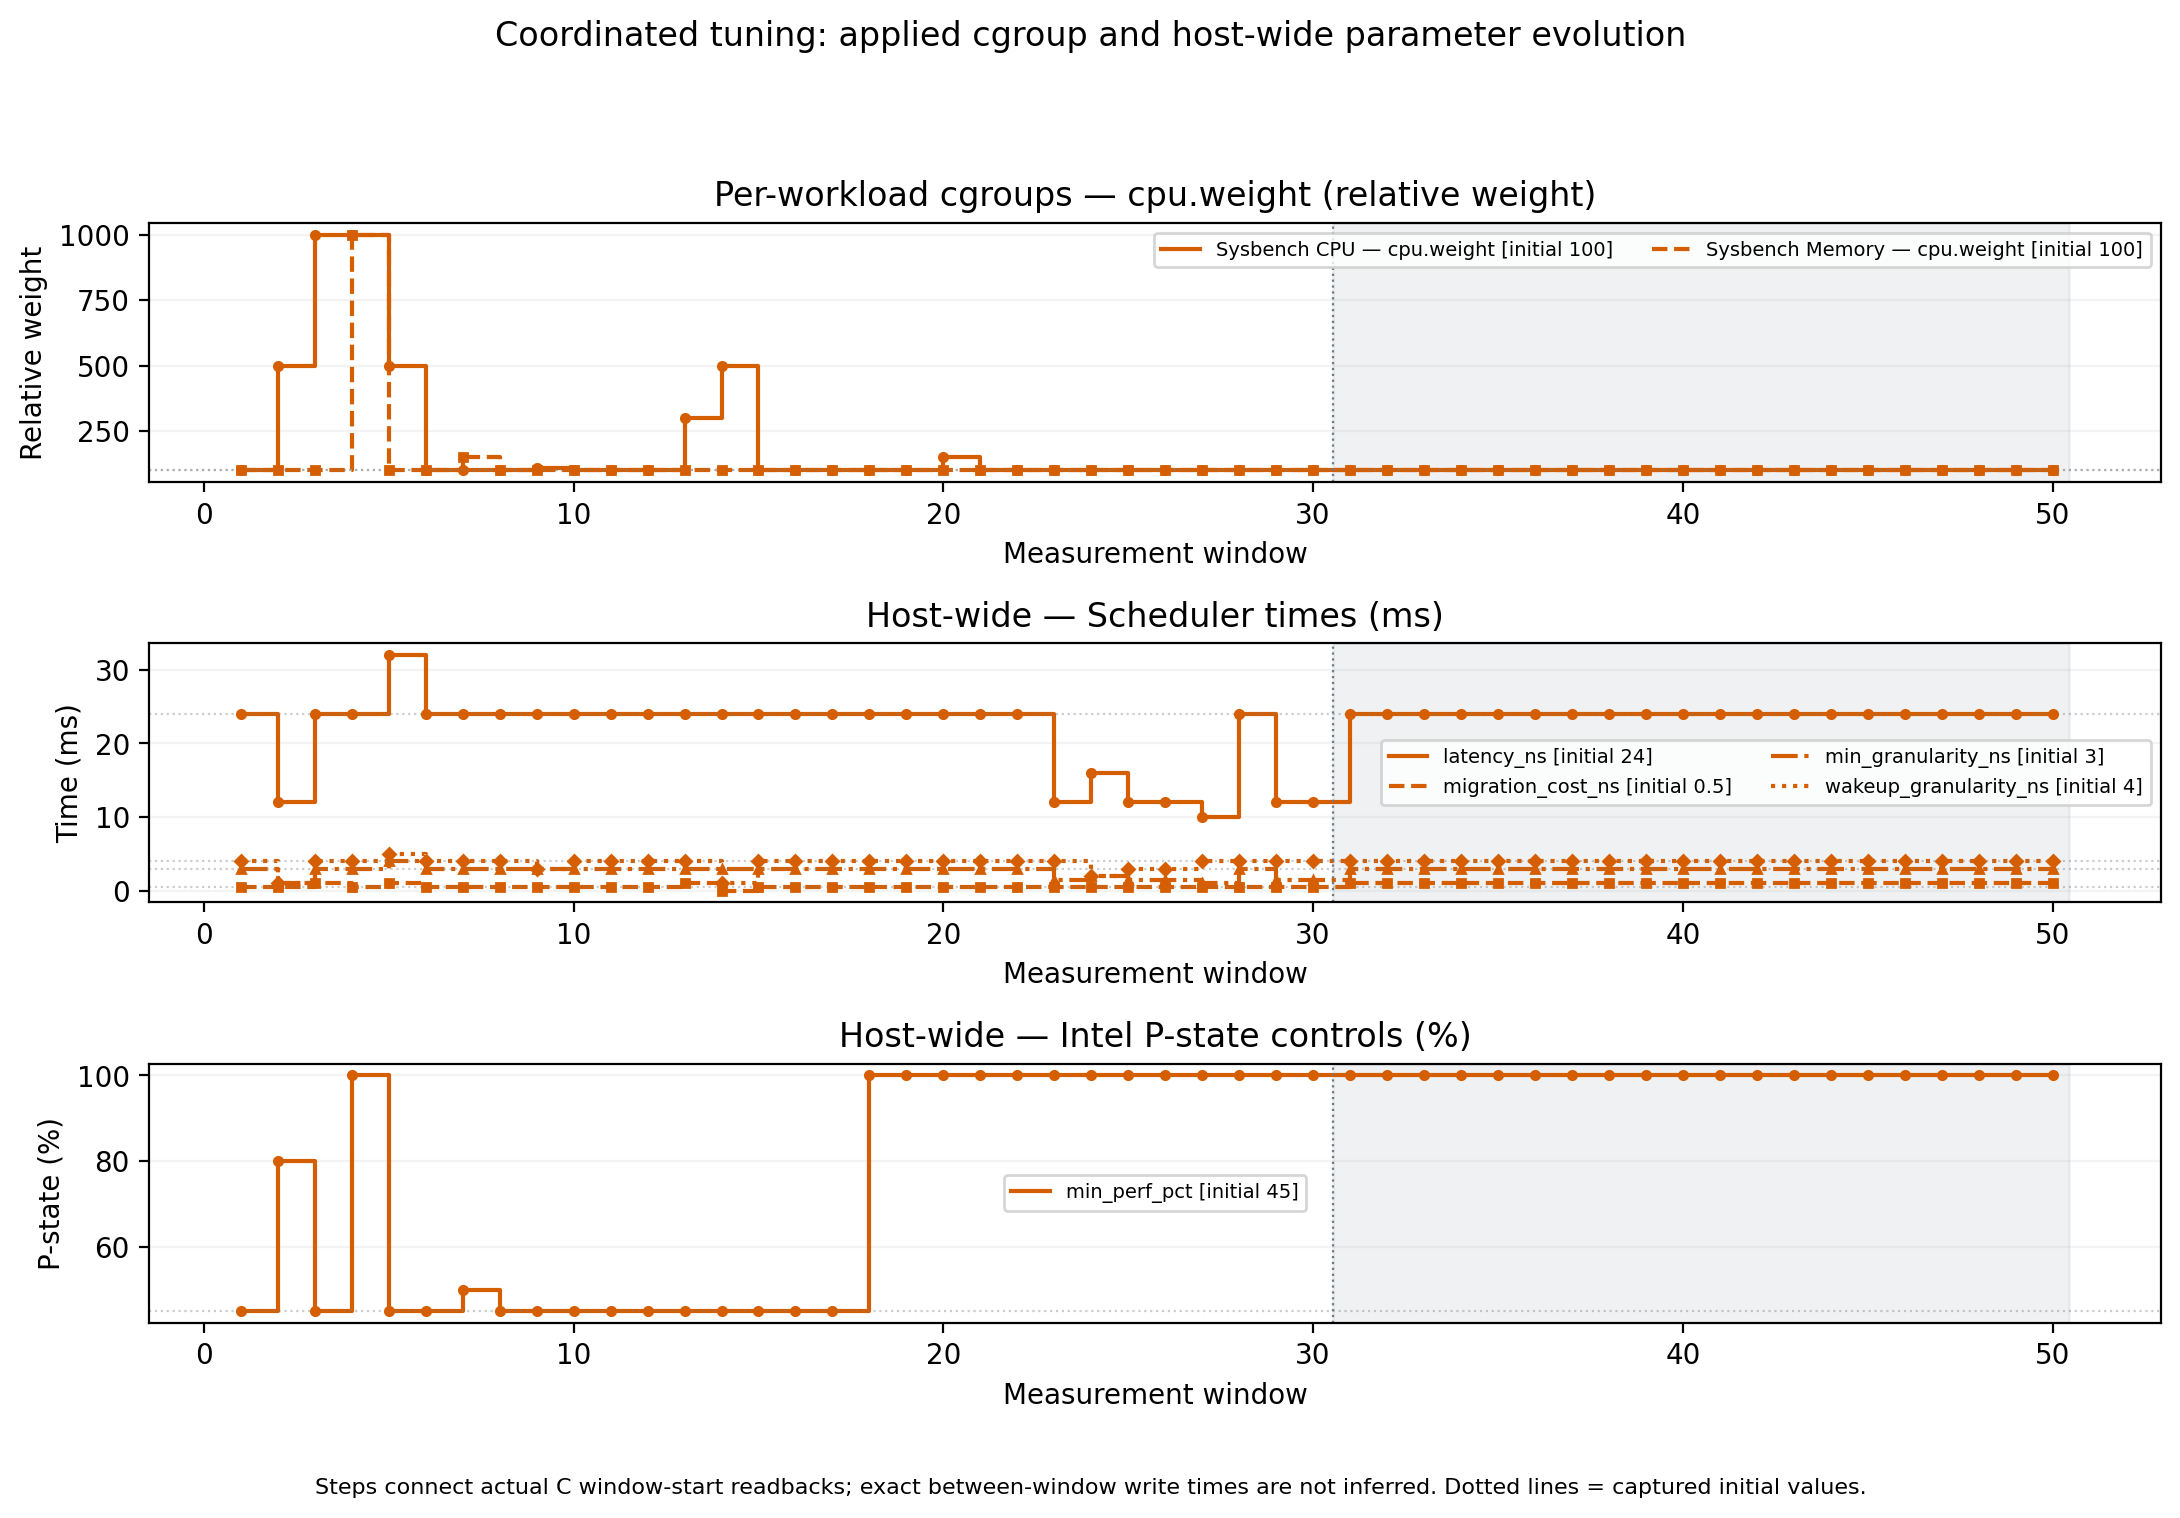 Coordinated tuning: applied cgroup and host-wide parameter evolution
Per-workload cgroups — cpu.weight (relative weight)
Relative weight
1000
750
500
250
Sysbench CPU — cpu.weight [initial 100]
Sysbench Memory — cpu.weight [initial 100]
0 10 20 30 40 50
Measurement window
Host-wide — Scheduler times (ms)
Time (ms)
30
20
10
0
latency_ns [initial 24]
migration_cost_ns [initial 0.5]
min_granularity_ns [initial 3]
wakeup_granularity_ns [initial 4]
0 10 20 30 40 50
Measurement window
Host-wide — Intel P-state controls (%)
P-state (%)
100
80
60
min_perf_pct [initial 45]
0 10 20 30 40 50
Measurement window
Steps connect actual C window-start readbacks; exact between-window write times are not inferred. Dotted lines = captured initial values.